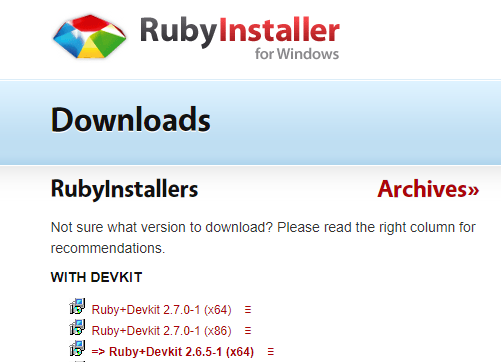 RubyInstaller
for Windows
Downloads
RubyInstallers Archives»
Not sure what version to download? Please read the right column for
recommendations.
WITH DEVKIT
Ruby+Devkit 2.7.0-1 (x64) ≡
Ruby+Devkit 2.7.0-1 (x86) ≡
=> Ruby+Devkit 2.6.5-1 (x64) ≡